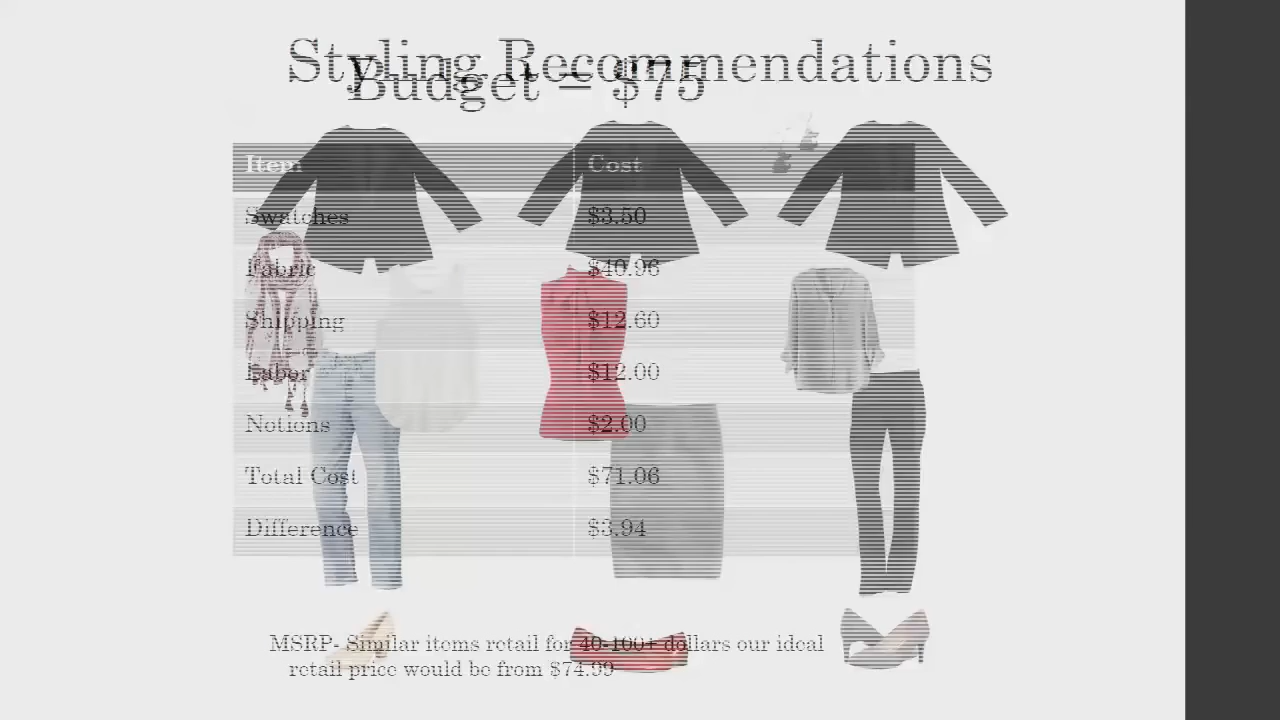 Styling Recommendations
Budget = $75
Item Cost
Swatches $3.50
Fabric $40.96
Shipping $12.60
Labor $12.00
Notions $2.00
Total Cost $71.06
Difference $3.94
MSRP- Similar items retail for 40-100+ dollars our ideal
retail price would be from $74.99